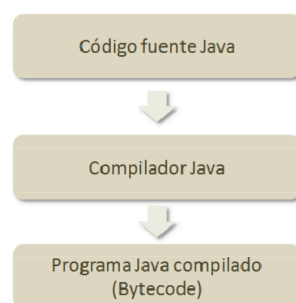 Código fuente Java
Compilador Java
Programa Java compilado
(Bytecode)